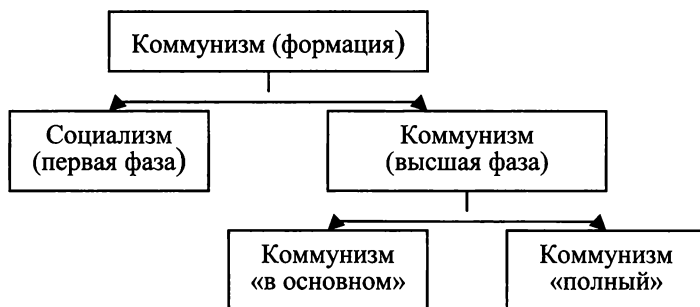 Коммунизм (формация)
Социализм
(первая фаза)
Коммунизм
(высшая фаза)
Коммунизм
«в основном»
Коммунизм
«полный»